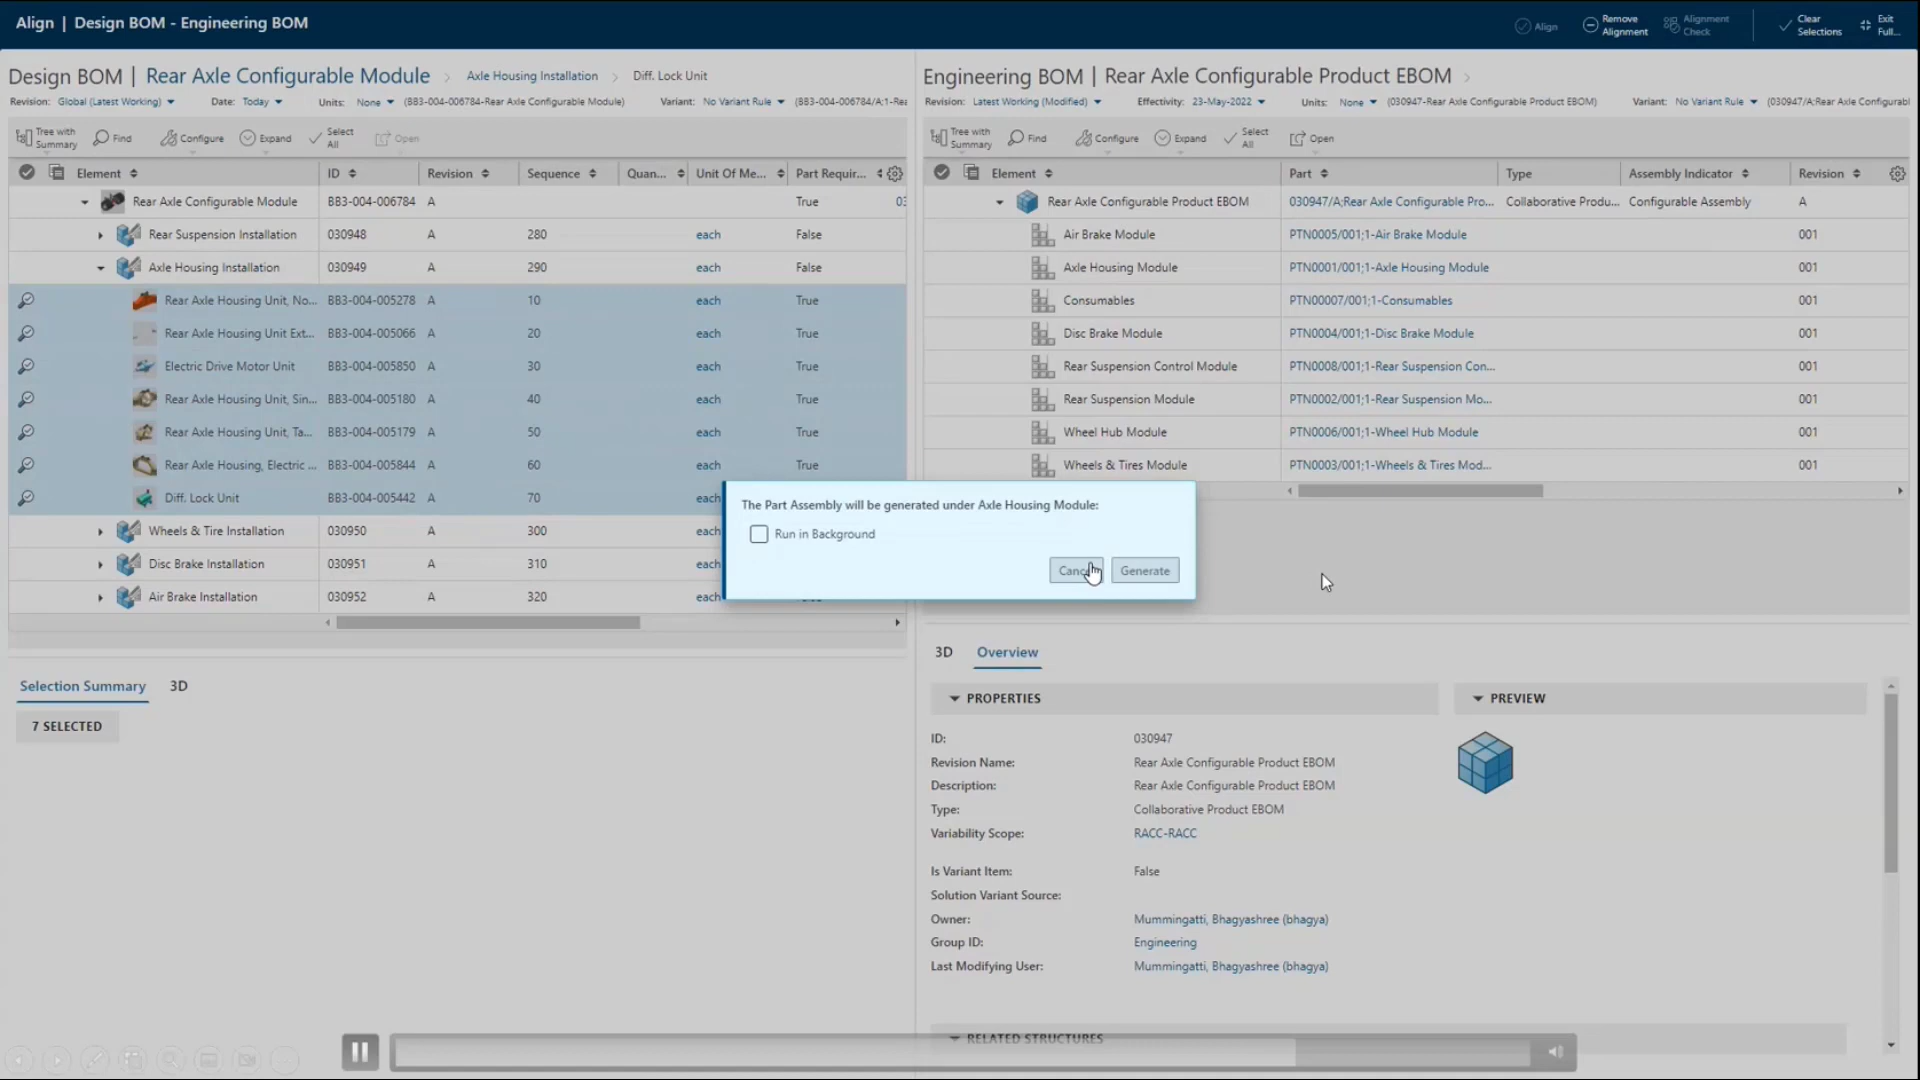 Align | Design BOM - Engineering BOM
Align
Remove Alignment
Alignment Check
Clear Selections
Exit Full...
Design BOM | Rear Axle Configurable Module > Axle Housing Installation > Diff. Lock Unit
Revision: Global (Latest Working) Date: Today Units: None (BB3-004-006784-Rear Axle Configurable Module) Variant: No Variant Rule (BB3-004-006784/A;1-Rea
Tree with Summary Find Configure Expand Select All Open
Element ID Revision Sequence Quan... Unit Of Me... Part Requir...
Rear Axle Configurable Module BB3-004-006784 A True 03
Rear Suspension Installation 030948 A 280 each False
Axle Housing Installation 030949 A 290 each False
Rear Axle Housing Unit, No... BB3-004-005278 A 10 each True
Rear Axle Housing Unit Ext... BB3-004-005066 A 20 each True
Electric Drive Motor Unit BB3-004-005850 A 30 each True
Rear Axle Housing Unit, Sin... BB3-004-005180 A 40 each True
Rear Axle Housing Unit, Ta... BB3-004-005179 A 50 each True
Rear Axle Housing, Electric ... BB3-004-005844 A 60 each True
Diff. Lock Unit BB3-004-005442 A 70 each
Wheels & Tire Installation 030950 A 300 each
Disc Brake Installation 030951 A 310 each
Air Brake Installation 030952 A 320 each
Selection Summary 3D
7 SELECTED
Engineering BOM | Rear Axle Configurable Product EBOM >
Revision: Latest Working (Modified) Effectivity: 23-May-2022 Units: None (030947-Rear Axle Configurable Product EBOM) Variant: No Variant Rule (030947/A;Rear Axle Configurabl
Tree with Summary Find Configure Expand Select All Open
Element Part Type Assembly Indicator Revision
Rear Axle Configurable Product EBOM 030947/A;Rear Axle Configurable Pro... Collaborative Produ... Configurable Assembly A
Air Brake Module PTN0005/001;1-Air Brake Module 001
Axle Housing Module PTN0001/001;1-Axle Housing Module 001
Consumables PTN00007/001;1-Consumables 001
Disc Brake Module PTN0004/001;1-Disc Brake Module 001
Rear Suspension Control Module PTN0008/001;1-Rear Suspension Con... 001
Rear Suspension Module PTN0002/001;1-Rear Suspension Mo... 001
Wheel Hub Module PTN0006/001;1-Wheel Hub Module 001
Wheels & Tires Module PTN0003/001;1-Wheels & Tires Mod... 001
The Part Assembly will be generated under Axle Housing Module:
Run in Background
Generate
3D Overview
PROPERTIES
ID: 030947
Revision Name: Rear Axle Configurable Product EBOM
Description: Rear Axle Configurable Product EBOM
Type: Collaborative Product EBOM
Variability Scope: RACC-RACC
Is Variant Item: False
Solution Variant Source:
Owner: Mummingatti, Bhagyashree (bhagya)
Group ID: Engineering
Last Modifying User: Mummingatti, Bhagyashree (bhagya)
PREVIEW
RELATED STRUCTURES